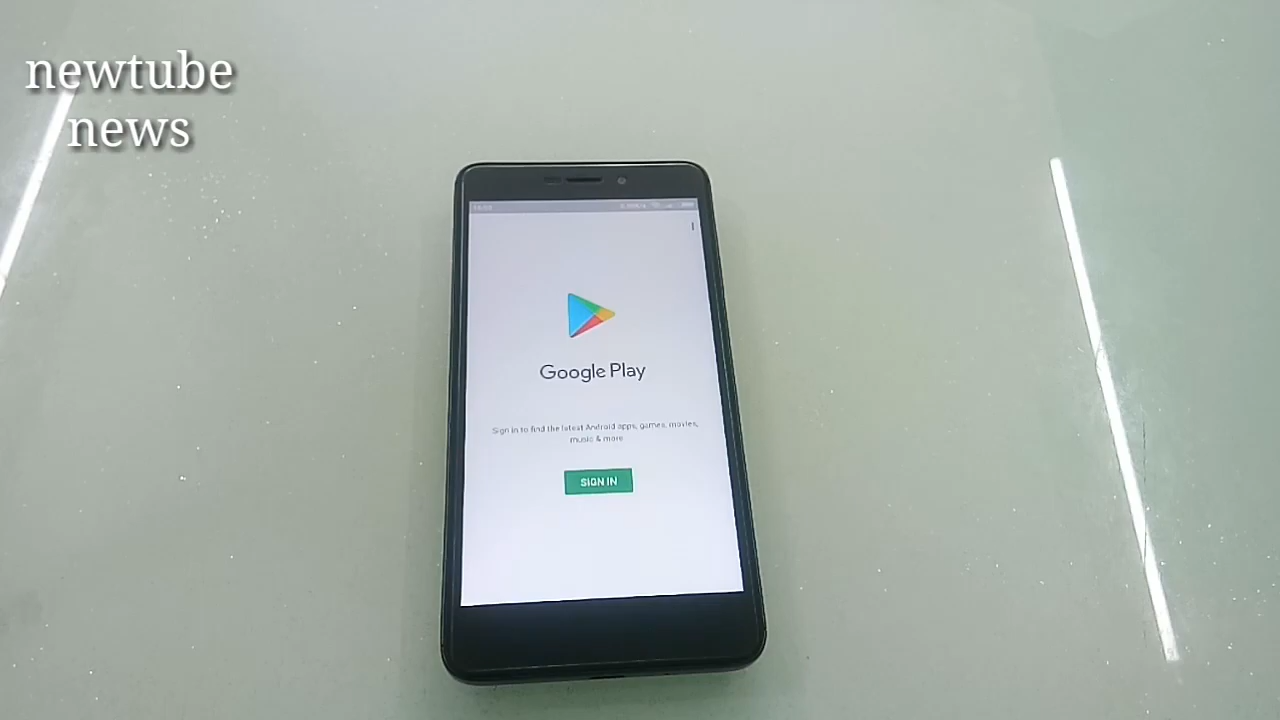 newtube
news
Google Play
Sign in to find the latest Android apps, games, movies,
music & more
SIGN IN